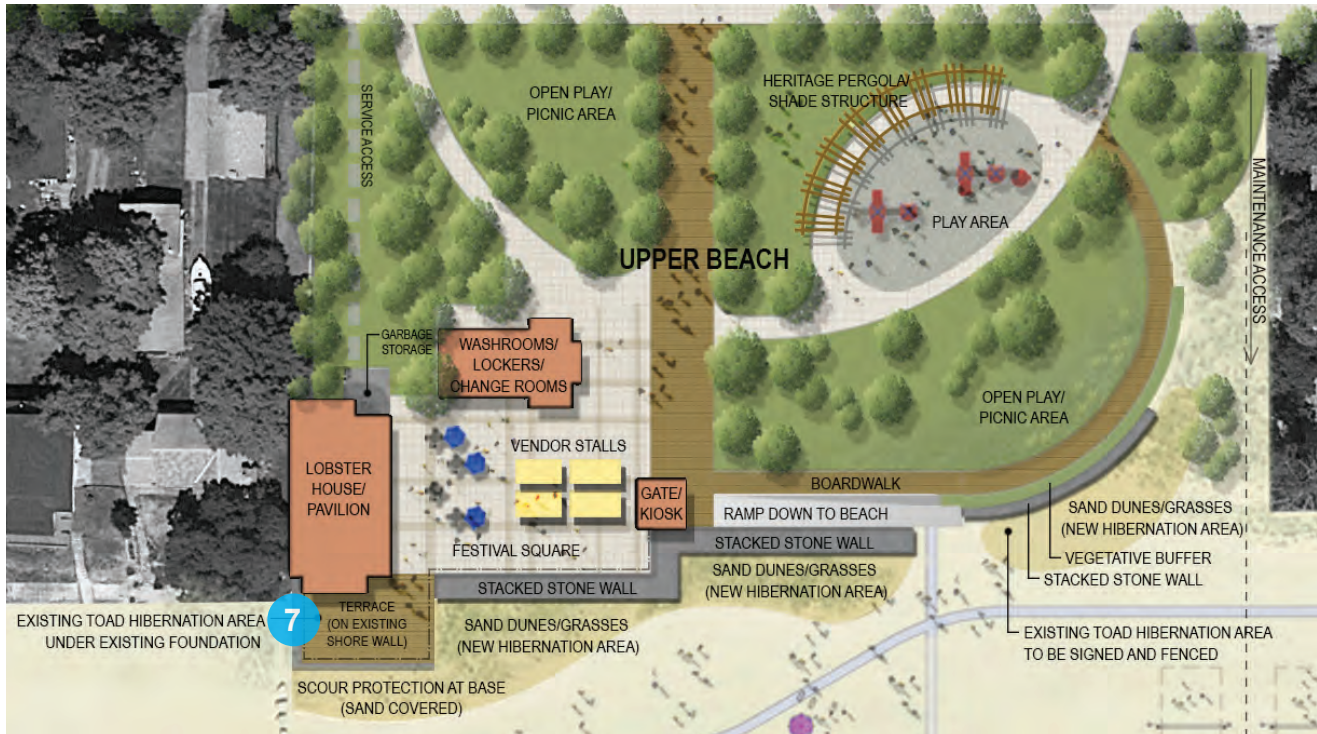 SERVICE ACCESS
OPEN PLAY/
PICNIC AREA
HERITAGE PERGOLA/
SHADE STRUCTURE
MAINTENANCE ACCESS
PLAY AREA
UPPER BEACH
GARBAGE
STORAGE
WASHROOMS/
LOCKERS/
CHANGE ROOMS
OPEN PLAY/
PICNIC AREA
LOBSTER
HOUSE/
PAVILION
VENDOR STALLS
GATE/
KIOSK
BOARDWALK
RAMP DOWN TO BEACH
SAND DUNES/GRASSES
(NEW HIBERNATION AREA)
FESTIVAL SQUARE
STACKED STONE WALL
VEGETATIVE BUFFER
STACKED STONE WALL
SAND DUNES/GRASSES
(NEW HIBERNATION AREA)
STACKED STONE WALL
EXISTING TOAD HIBERNATION AREA
UNDER EXISTING FOUNDATION
7
TERRACE
(ON EXISTING
SHORE WALL)
SAND DUNES/GRASSES
(NEW HIBERNATION AREA)
EXISTING TOAD HIBERNATION AREA
TO BE SIGNED AND FENCED
SCOUR PROTECTION AT BASE
(SAND COVERED)